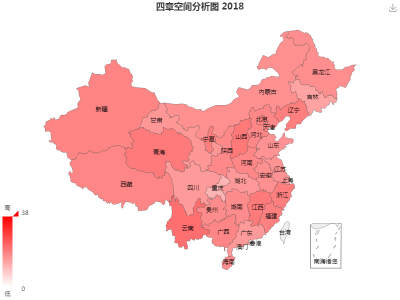 四章空间分析图 2018
黑龙江
内蒙古
吉林
新疆
辽宁
甘肃
北京
天津
河北
宁夏
山西
青海
山东
陕西
河南
西藏
江苏
安徽
上海
四川
湖北
重庆
浙江
贵州
湖南
江西
云南
福建
广西
广东
台湾
香港
澳门
海南
南海诸岛
高
38
0
低